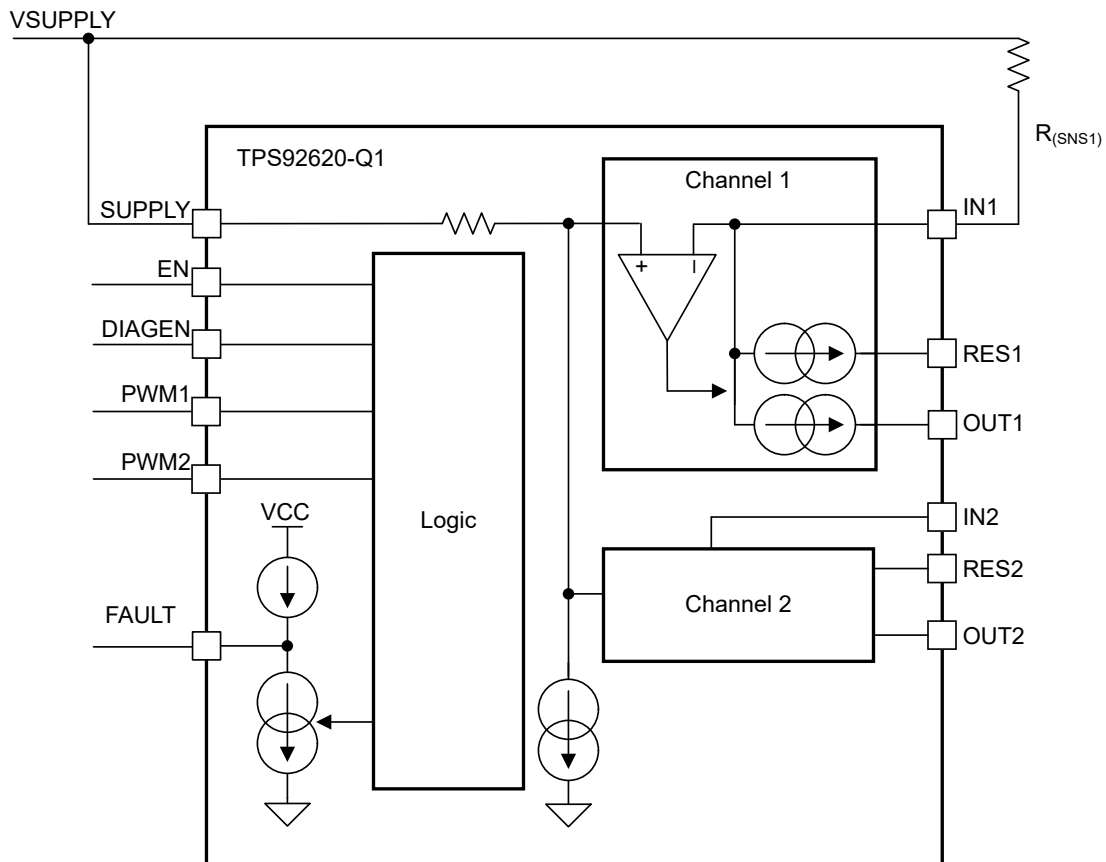 VSUPPLY
R(SNS1)
TPS92620-Q1
Channel 1
SUPPLY
IN1
+
−
EN
DIAGEN
RES1
PWM1
OUT1
PWM2
VCC
Logic
IN2
RES2
Channel 2
FAULT
OUT2